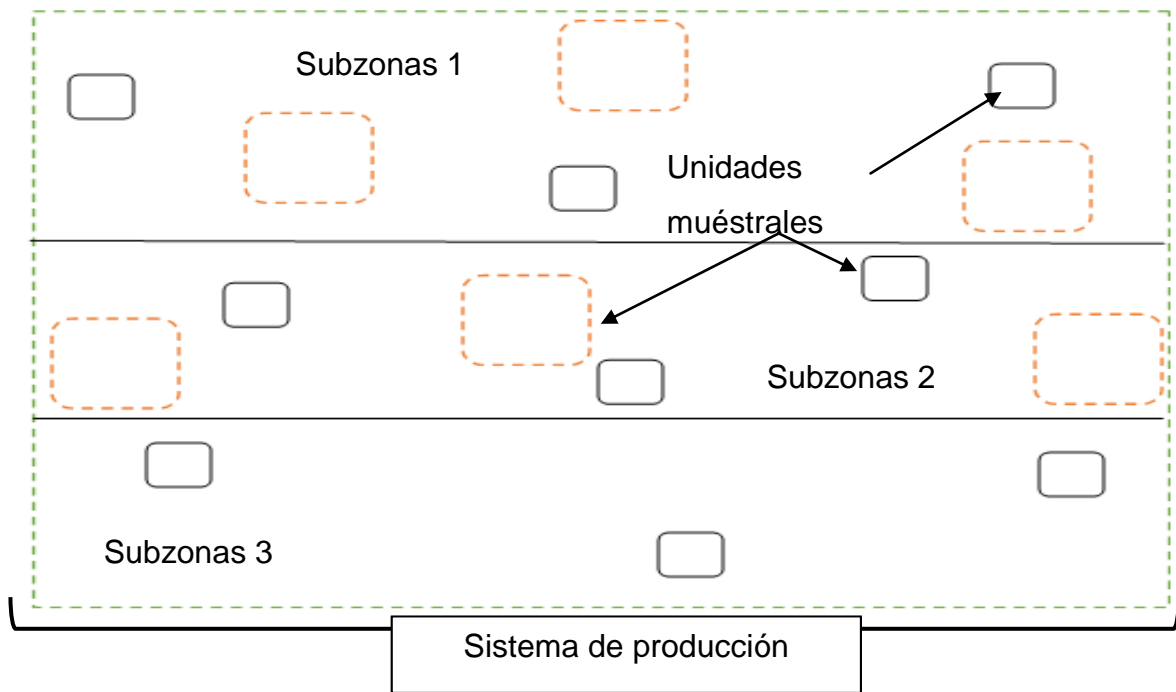 Subzonas 1
Unidades
muéstrales
Subzonas 2
Subzonas 3
Sistema de producción